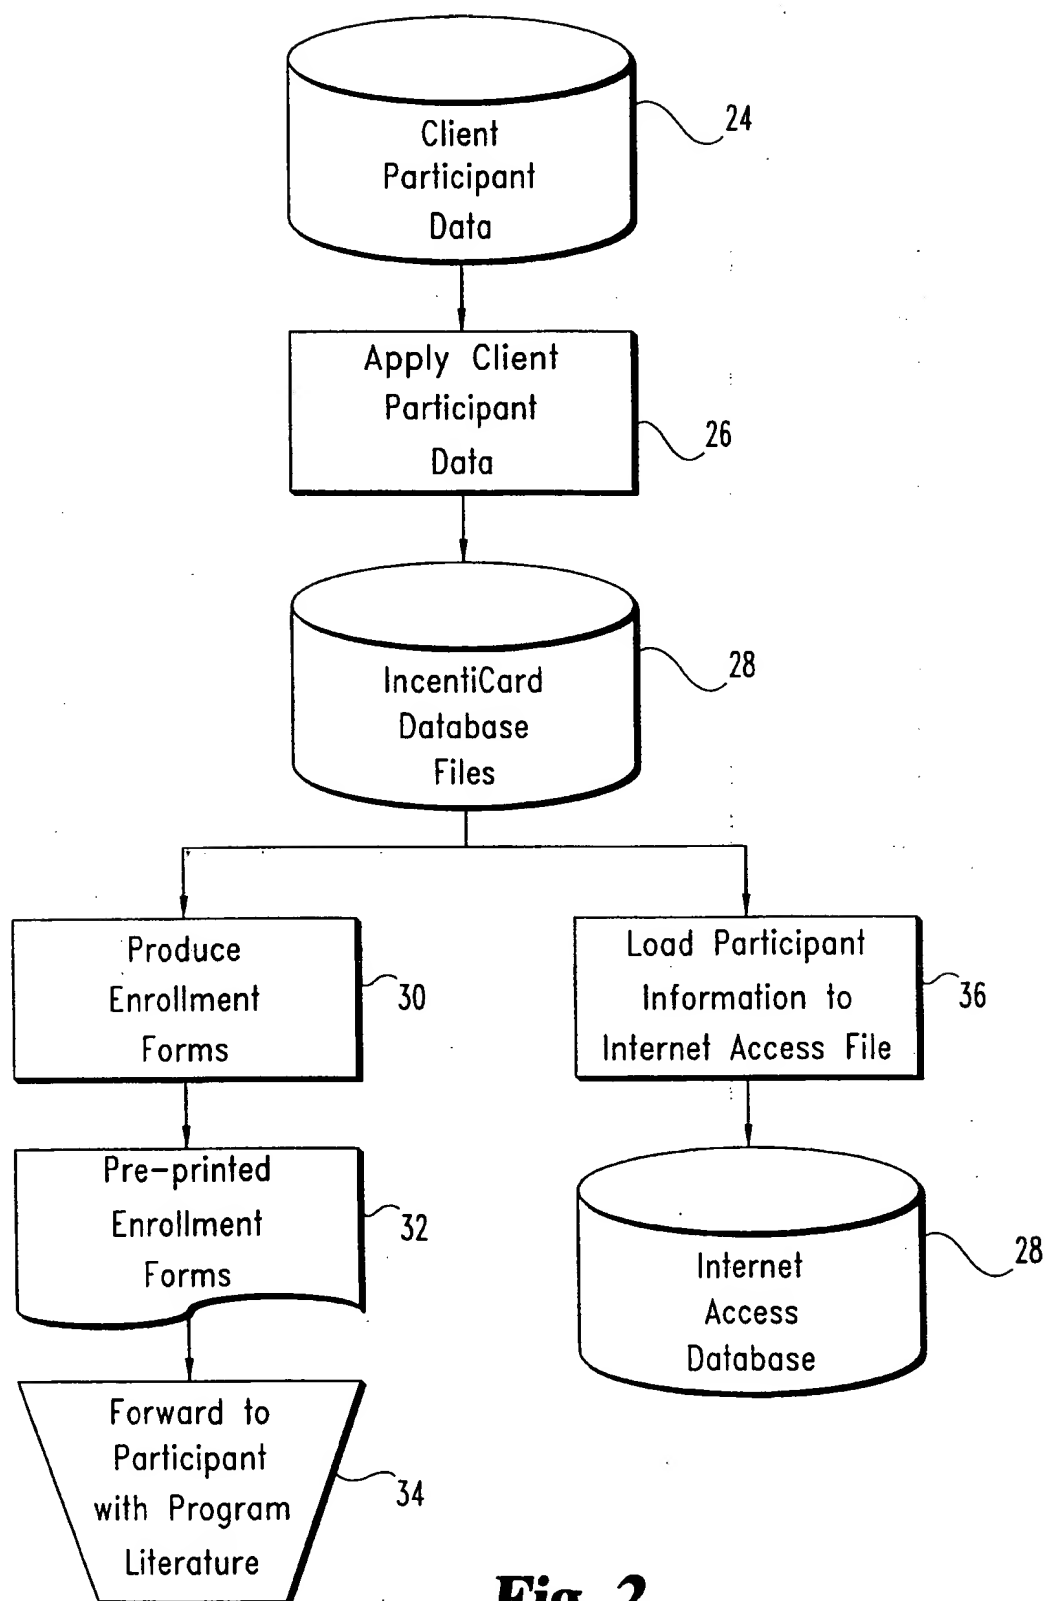 Client
Participant
Data
24
Apply Client
Participant
Data
26
IncentiCard
Database
Files
28
Produce
Enrollment
Forms
30
Load Participant
Information to
Internet Access File
36
Pre-printed
Enrollment
Forms
32
Internet
Access
Database
28
Forward to
Participant
with Program
Literature
34
Fig. 2